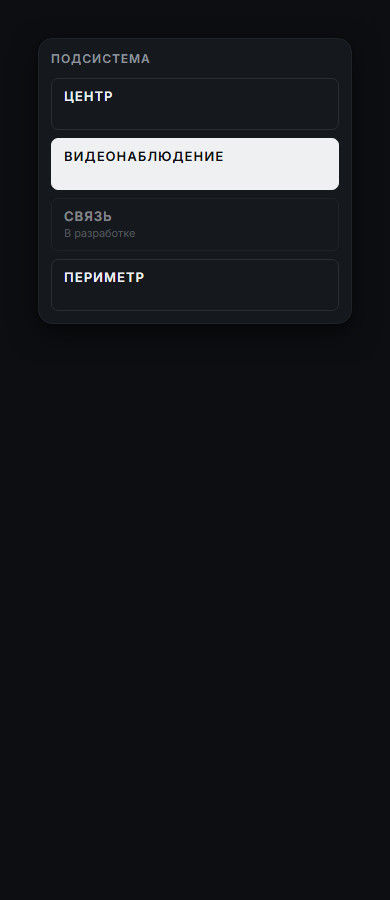 ПОДСИСТЕМА
ЦЕНТР
ВИДЕОНАБЛЮДЕНИЕ
СВЯЗЬ
В разработке
ПЕРИМЕТР